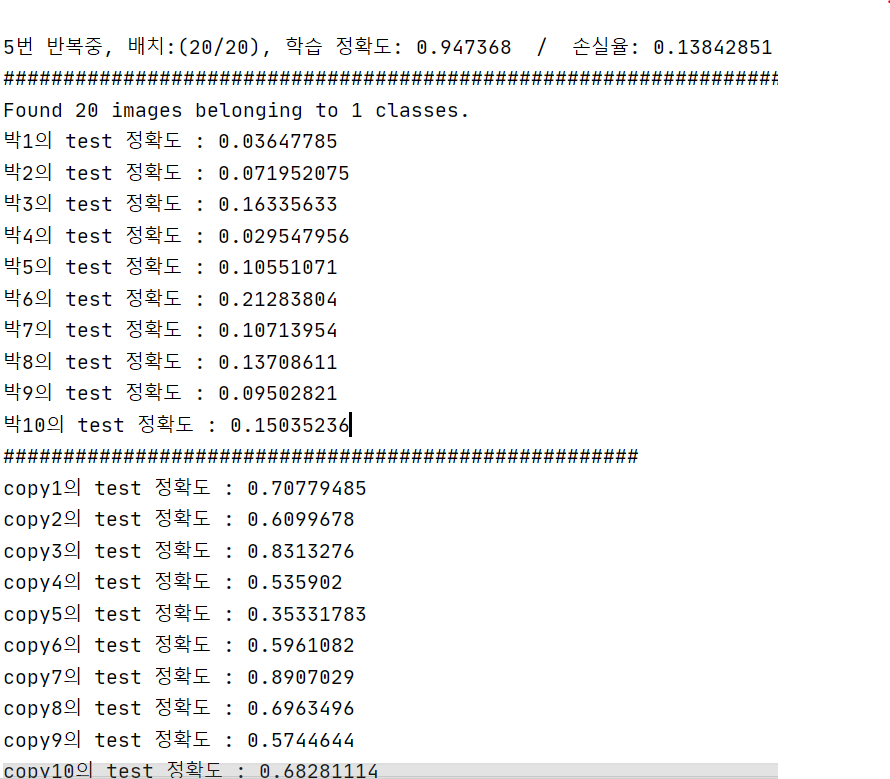 5번 반복중, 배치:(20/20), 학습 정확도: 0.947368  /  손실율: 0.13842851
#################################################################
Found 20 images belonging to 1 classes.
박1의 test 정확도 : 0.03647785
박2의 test 정확도 : 0.071952075
박3의 test 정확도 : 0.16335633
박4의 test 정확도 : 0.029547956
박5의 test 정확도 : 0.10551071
박6의 test 정확도 : 0.21283804
박7의 test 정확도 : 0.10713954
박8의 test 정확도 : 0.13708611
박9의 test 정확도 : 0.09502821
박10의 test 정확도 : 0.15035236
#####################################################
copy1의 test 정확도 : 0.70779485
copy2의 test 정확도 : 0.6099678
copy3의 test 정확도 : 0.8313276
copy4의 test 정확도 : 0.535902
copy5의 test 정확도 : 0.35331783
copy6의 test 정확도 : 0.5961082
copy7의 test 정확도 : 0.8907029
copy8의 test 정확도 : 0.6963496
copy9의 test 정확도 : 0.5744644
copy10의 test 정확도 : 0.68281114